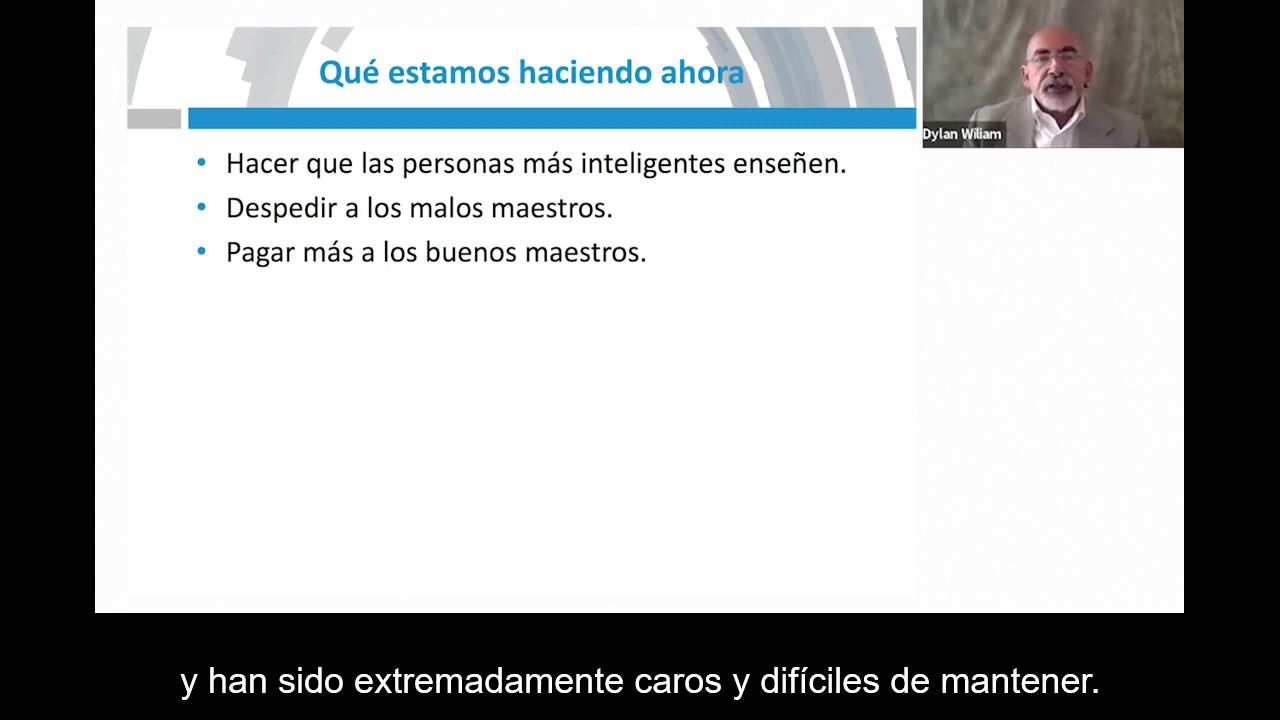 Qué estamos haciendo ahora
Dylan Wiliam
• Hacer que las personas más inteligentes enseñen.
• Despedir a los malos maestros.
• Pagar más a los buenos maestros.
y han sido extremadamente caros y difíciles de mantener.